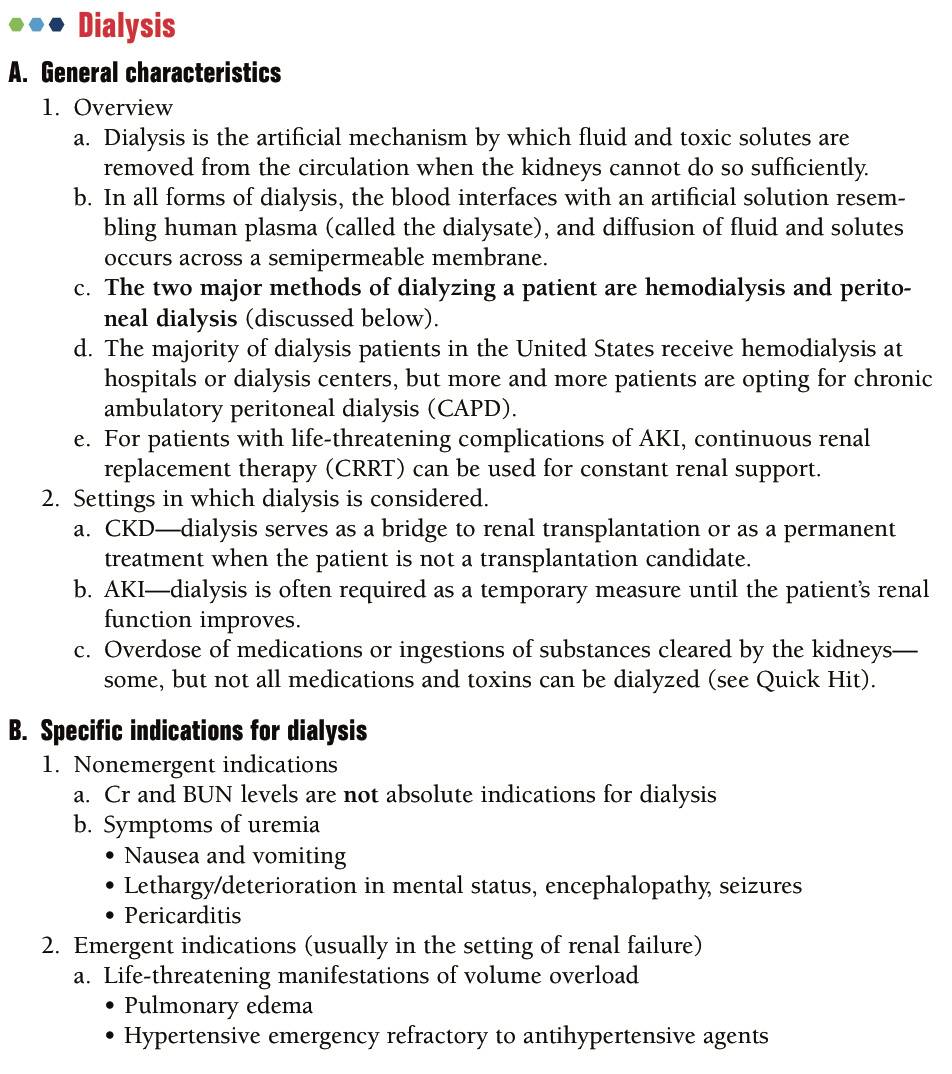 Dialysis
A. General characteristics
1. Overview
a. Dialysis is the artificial mechanism by which fluid and toxic solutes are
removed from the circulation when the kidneys cannot do so sufficiently.
b. In all forms of dialysis, the blood interfaces with an artificial solution resem-
bling human plasma (called the dialysate), and diffusion of fluid and solutes
occurs across a semipermeable membrane.
c. The two major methods of dialyzing a patient are hemodialysis and perito-
neal dialysis (discussed below).
d. The majority of dialysis patients in the United States receive hemodialysis at
hospitals or dialysis centers, but more and more patients are opting for chronic
ambulatory peritoneal dialysis (CAPD).
e. For patients with life-threatening complications of AKI, continuous renal
replacement therapy (CRRT) can be used for constant renal support.
2. Settings in which dialysis is considered.
a. CKD—dialysis serves as a bridge to renal transplantation or as a permanent
treatment when the patient is not a transplantation candidate.
b. AKI—dialysis is often required as a temporary measure until the patient's renal
function improves.
c. Overdose of medications or ingestions of substances cleared by the kidneys—
some, but not all medications and toxins can be dialyzed (see Quick Hit).
B. Specific indications for dialysis
1. Nonemergent indications
a. Cr and BUN levels are not absolute indications for dialysis
b. Symptoms of uremia
• Nausea and vomiting
• Lethargy/deterioration in mental status, encephalopathy, seizures
• Pericarditis
2. Emergent indications (usually in the setting of renal failure)
a. Life-threatening manifestations of volume overload
• Pulmonary edema
• Hypertensive emergency refractory to antihypertensive agents